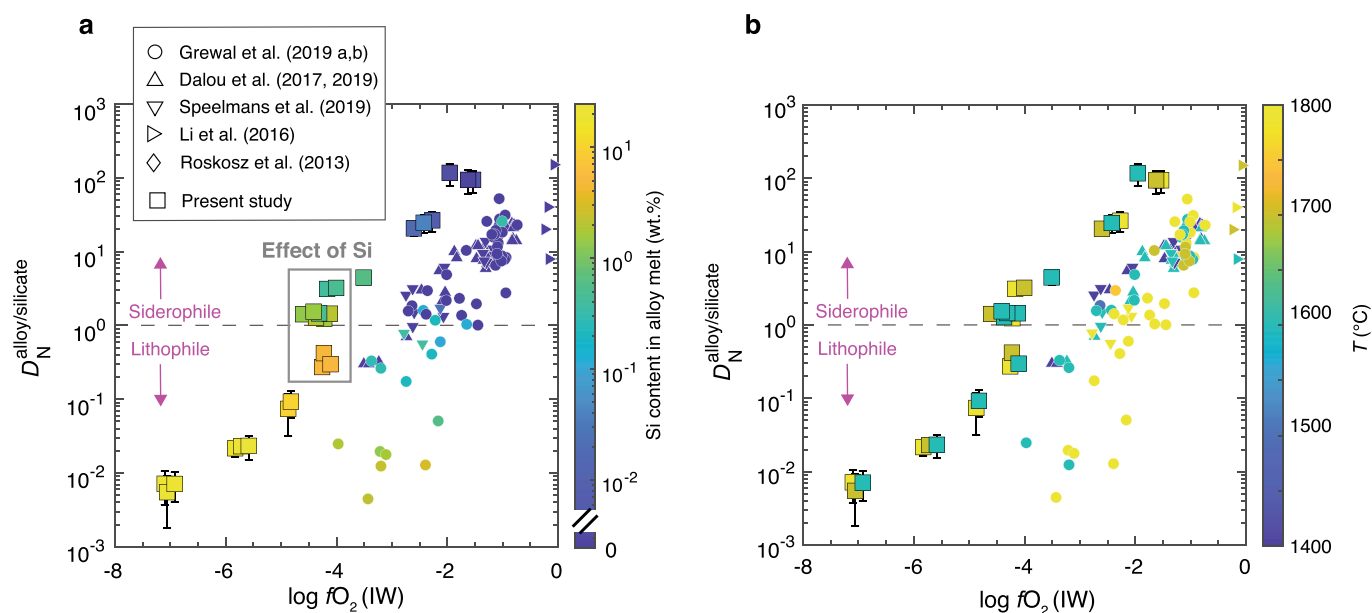 a
Grewal et al. (2019 a,b)
Dalou et al. (2017, 2019)
Speelmans et al. (2019)
Li et al. (2016)
Roskosz et al. (2013)
Present study
10³
10²
10¹
10⁰
10⁻¹
10⁻²
10⁻³
D_N^alloy/silicate
Effect of Si
Siderophile
Lithophile
-8
-6
-4
-2
0
log fO₂ (IW)
10¹
10⁰
10⁻¹
10⁻²
0
Si content in alloy melt (wt.%)
b
10³
10²
10¹
10⁰
10⁻¹
10⁻²
10⁻³
D_N^alloy/silicate
Siderophile
Lithophile
-8
-6
-4
-2
0
log fO₂ (IW)
1800
1700
1600
1500
1400
T (°C)